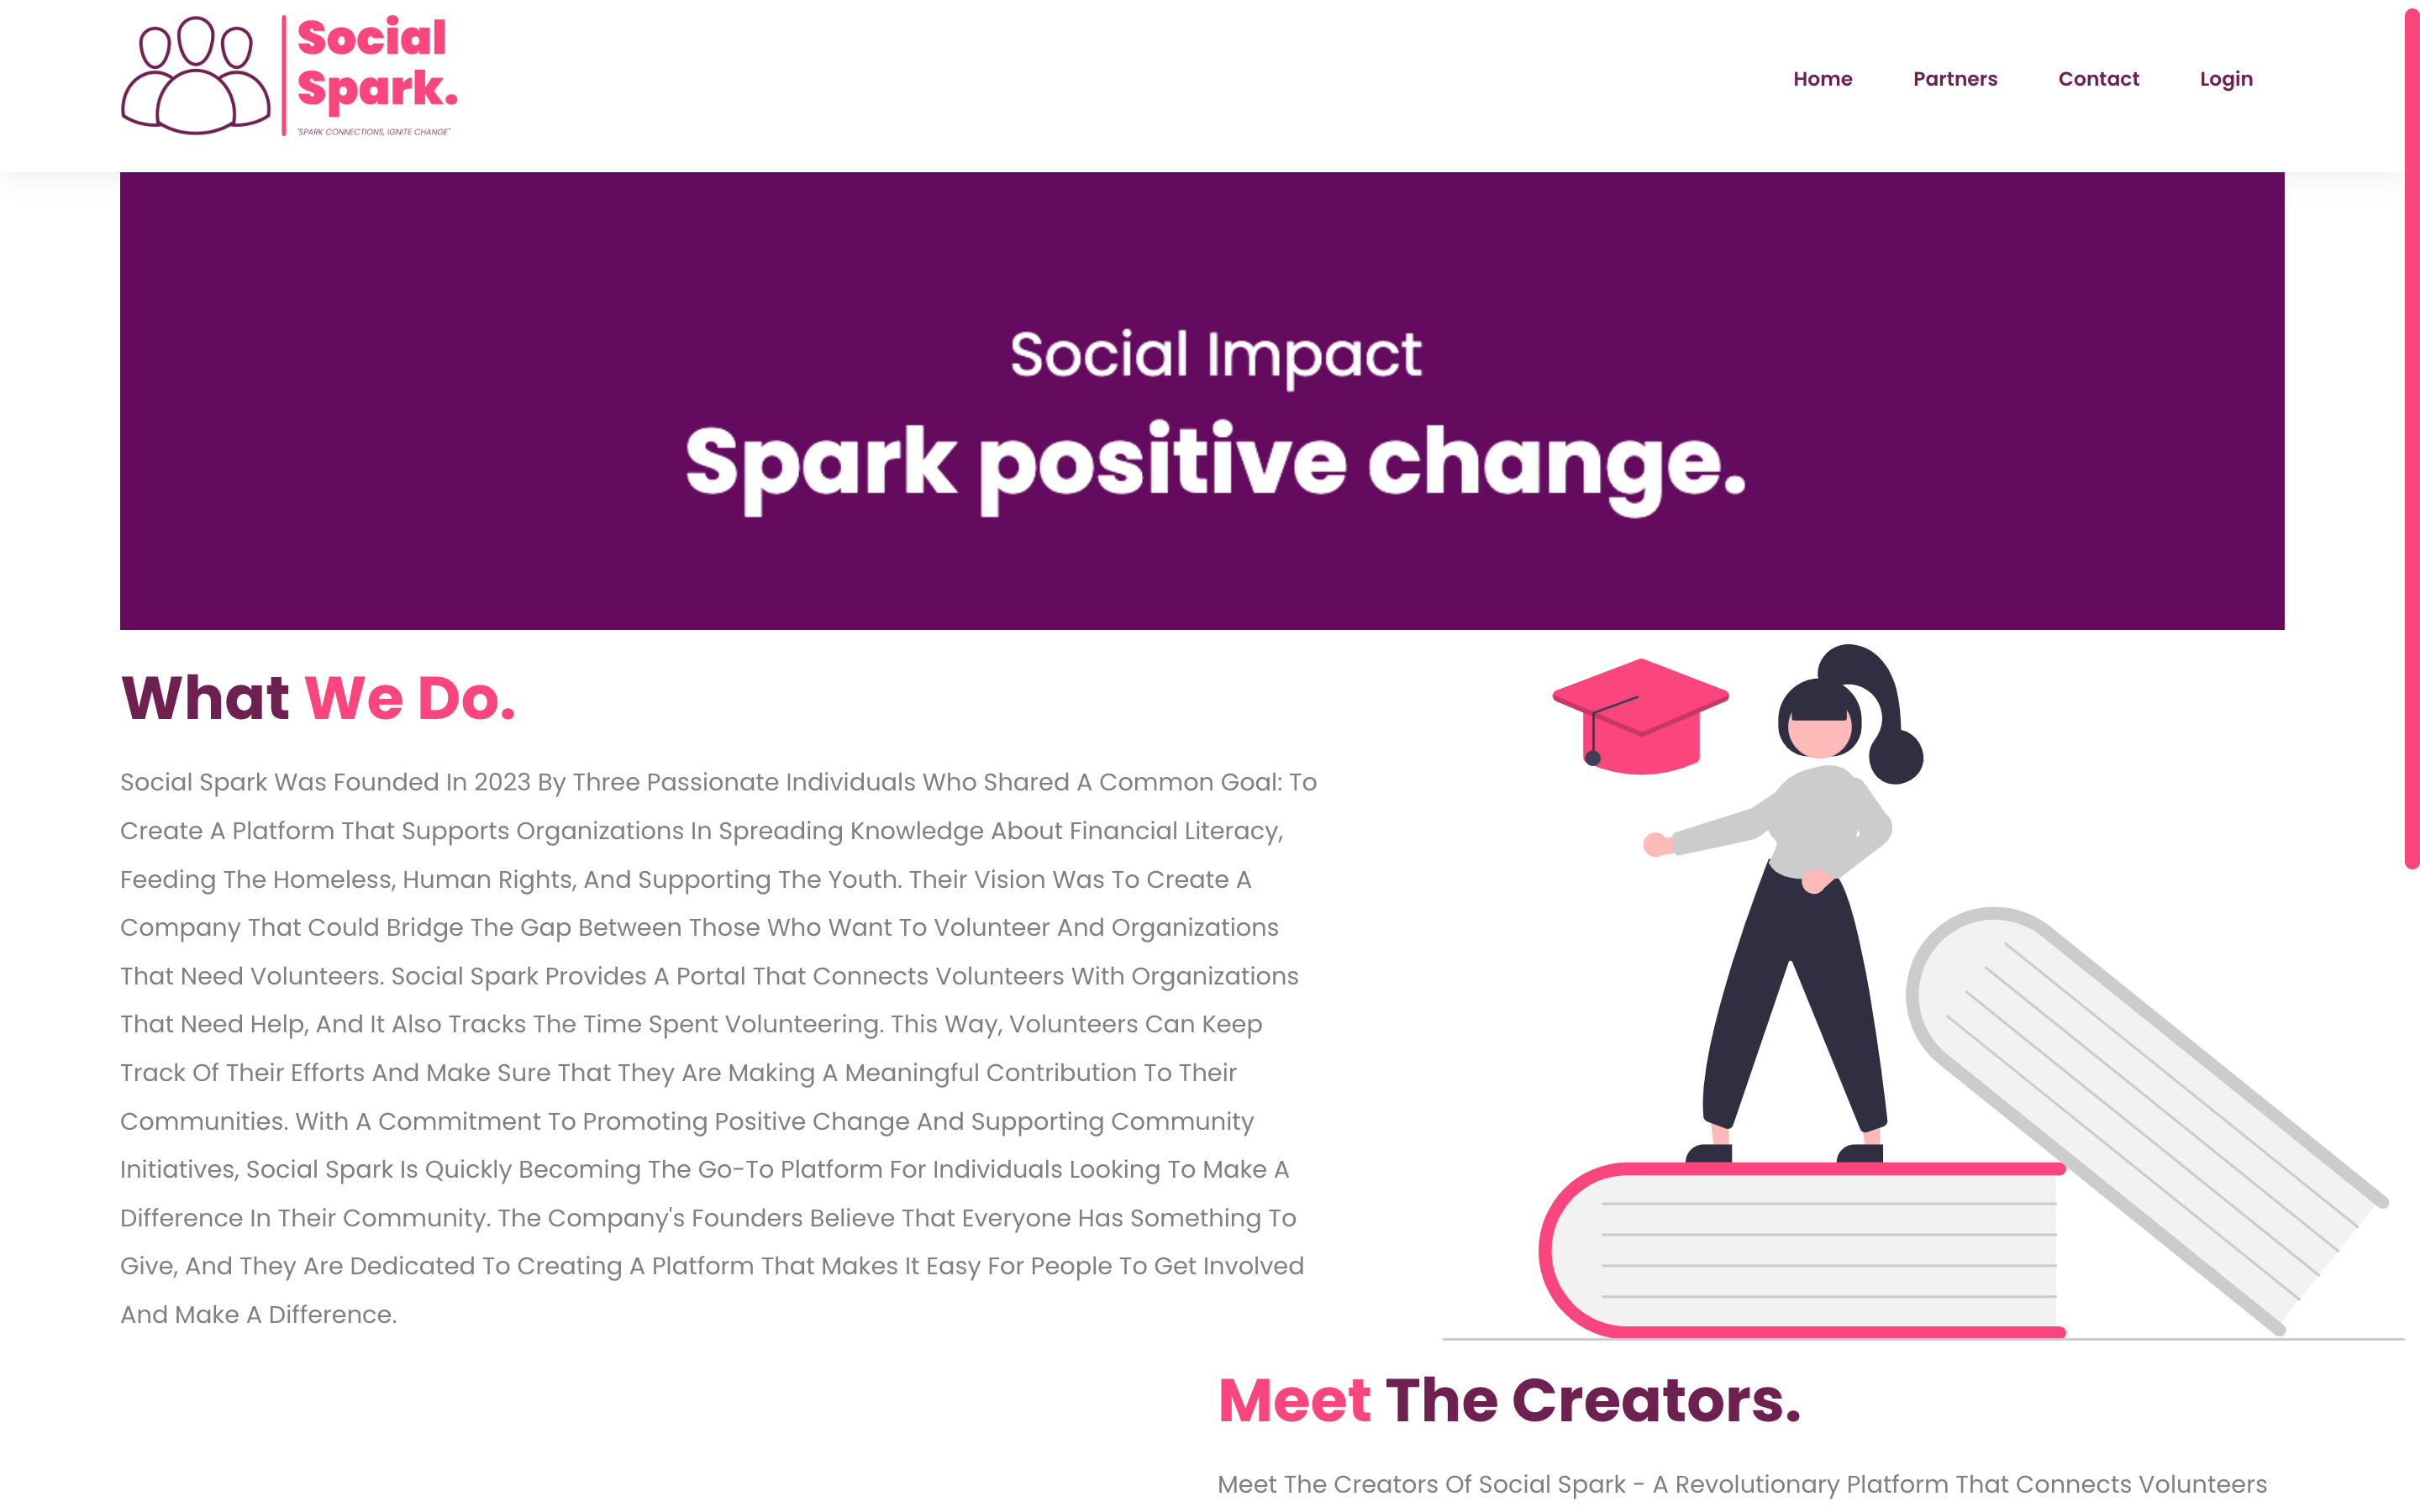 Social
Spark.
"SPARK CONNECTIONS, IGNITE CHANGE"
Home Partners Contact Login
Social Impact
Spark positive change.
What We Do.
Social Spark Was Founded In 2023 By Three Passionate Individuals Who Shared A Common Goal: To
Create A Platform That Supports Organizations In Spreading Knowledge About Financial Literacy,
Feeding The Homeless, Human Rights, And Supporting The Youth. Their Vision Was To Create A
Company That Could Bridge The Gap Between Those Who Want To Volunteer And Organizations
That Need Volunteers. Social Spark Provides A Portal That Connects Volunteers With Organizations
That Need Help, And It Also Tracks The Time Spent Volunteering. This Way, Volunteers Can Keep
Track Of Their Efforts And Make Sure That They Are Making A Meaningful Contribution To Their
Communities. With A Commitment To Promoting Positive Change And Supporting Community
Initiatives, Social Spark Is Quickly Becoming The Go-To Platform For Individuals Looking To Make A
Difference In Their Community. The Company's Founders Believe That Everyone Has Something To
Give, And They Are Dedicated To Creating A Platform That Makes It Easy For People To Get Involved
And Make A Difference.
Meet The Creators.
Meet The Creators Of Social Spark - A Revolutionary Platform That Connects Volunteers